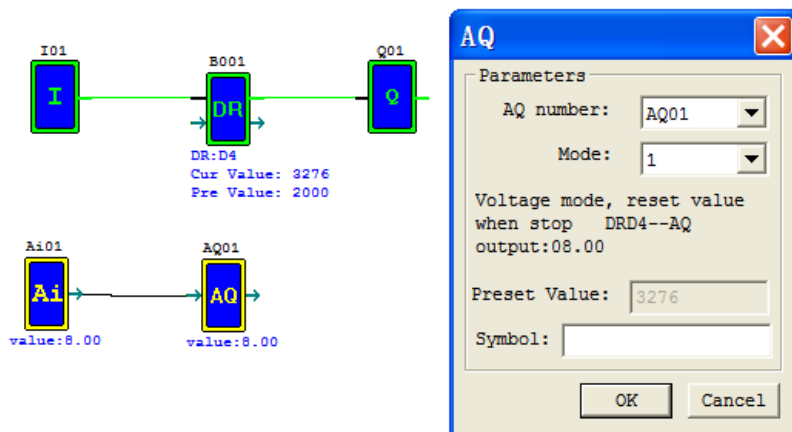 I01
B001
Q01
I
DR
Q
DR:D4
Cur Value: 3276
Pre Value: 2000
Ai01
AQ01
Ai
AQ
value:8.00
value:8.00
AQ
Parameters
AQ number: AQ01
Mode: 1
Voltage mode, reset value
when stop DRD4--AQ
output:08.00
Preset Value: 3276
Symbol:
OK Cancel